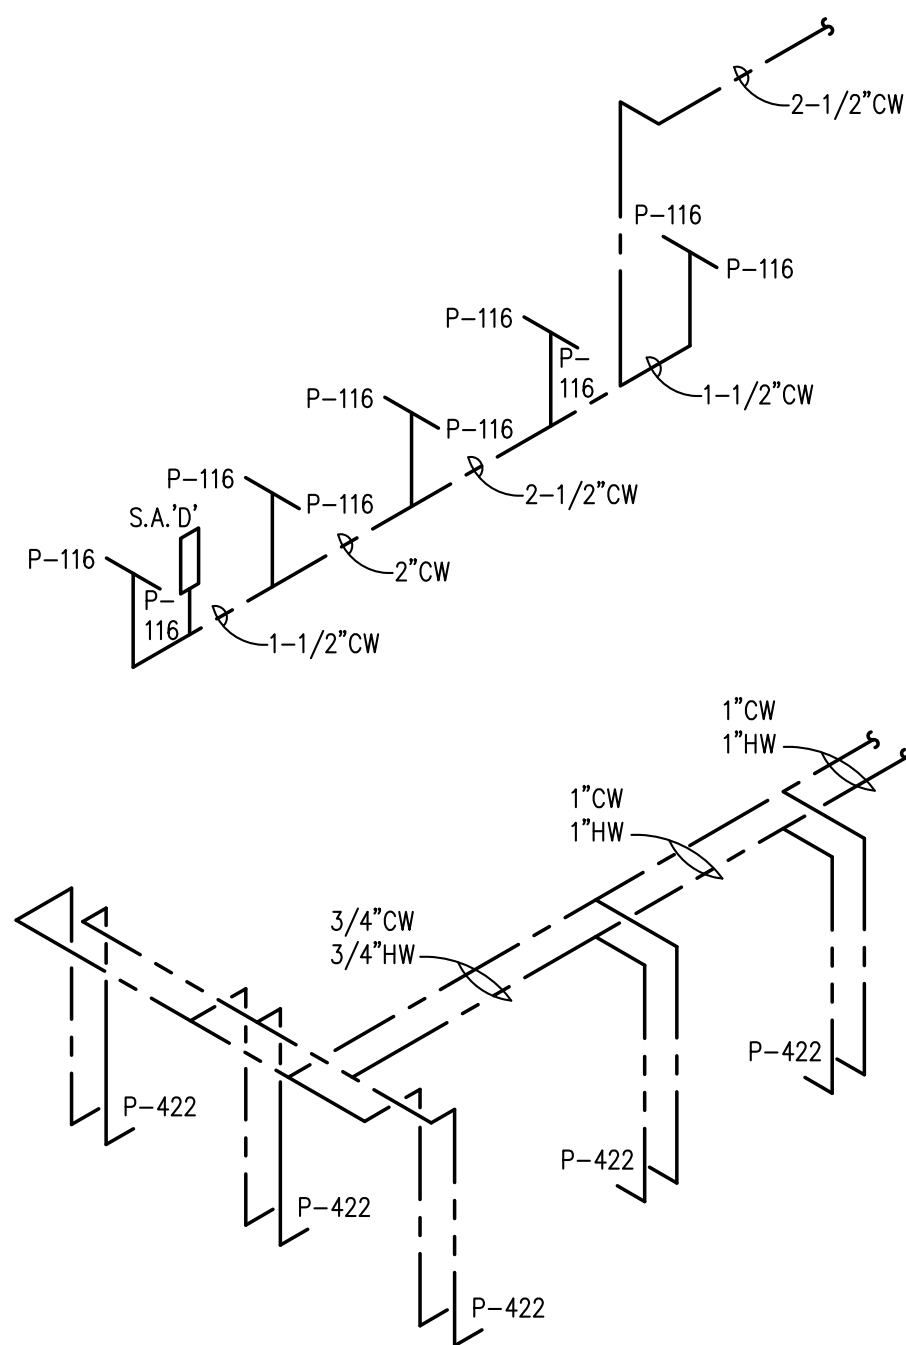 2-1/2"CW
P-116
P-116
P-116
P-
116
1-1/2"CW
P-116
P-116
2-1/2"CW
P-116
P-116
S.A.'D'
2"CW
P-116
P-
116
1-1/2"CW
1"CW
1"HW
1"CW
1"HW
3/4"CW
3/4"HW
P-422
P-422
P-422
P-422
P-422